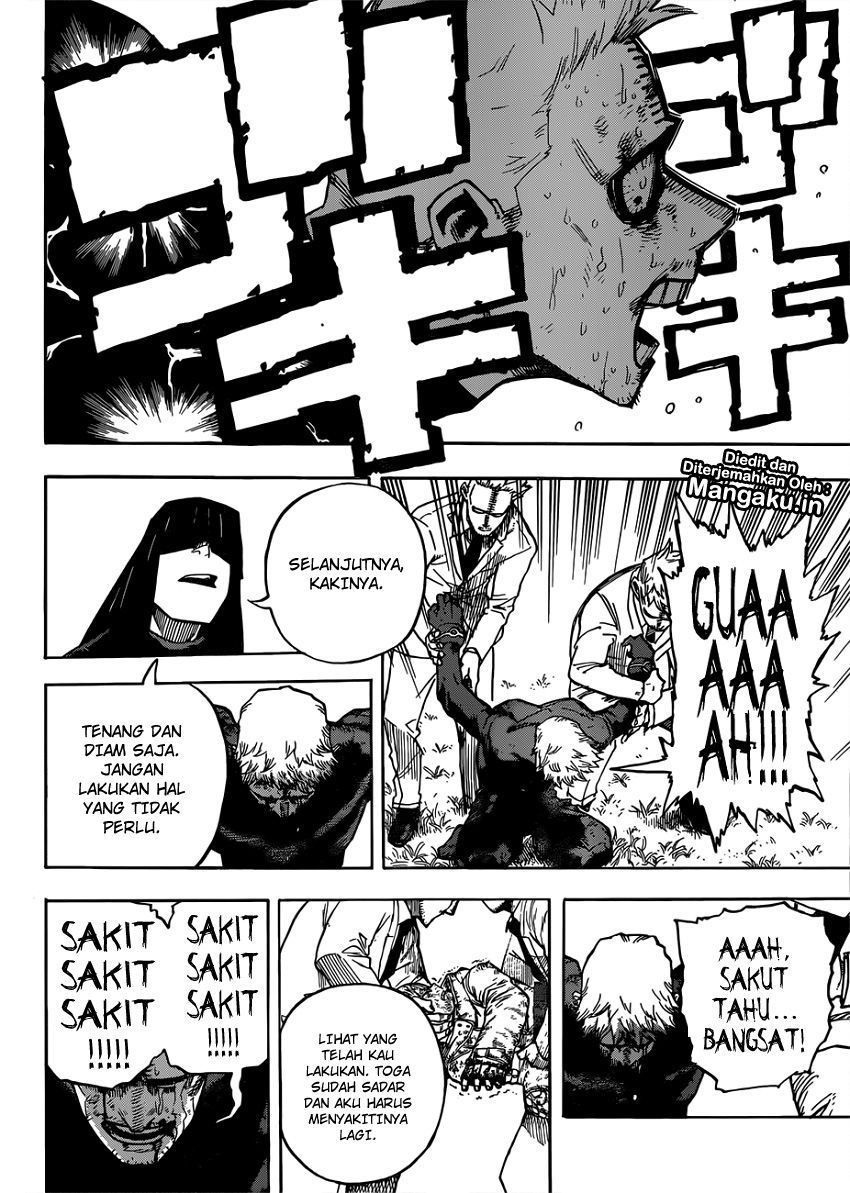 Diedit dan
Diterjemahkan Oleh :
Mangaku.in
GUAA
AAA
AH!!!
SELANJUTNYA,
KAKINYA.
TENANG DAN
DIAM SAJA.
JANGAN
LAKUKAN HAL
YANG TIDAK
PERLU.
AAAH,
SAKUT
TAHU...
BANGSAT!
LIHAT YANG
TELAH KAU
LAKUKAN. TOGA
SUDAH SADAR
DAN AKU HARUS
MENYAKITINYA
LAGI.
SAKIT
SAKIT
SAKIT
!!!!!
SAKIT
SAKIT
SAKIT
!!!!!